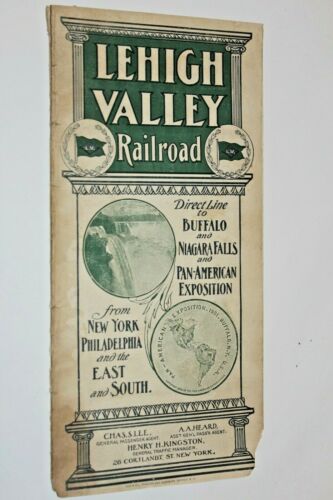 LEHIGH
VALLEY
Railroad
L.V.
L.V.
Direct Line
to
BUFFALO
and
NIAGARA FALLS
and
PAN-AMERICAN
EXPOSITION
from
NEW YORK
PHILADELPHIA
and the
EAST
and SOUTH.
PAN-AMERICAN EXPOSITION, 1901, BUFFALO, N.Y., U.S.A.
CHAS. S. LEE,
GENERAL PASSENGER AGENT.
A.A. HEARD,
ASST. GEN'L PASS'R AGENT.
HENRY H. KINGSTON,
GENERAL TRAFFIC MANAGER
26 CORTLANDT ST. NEW YORK.